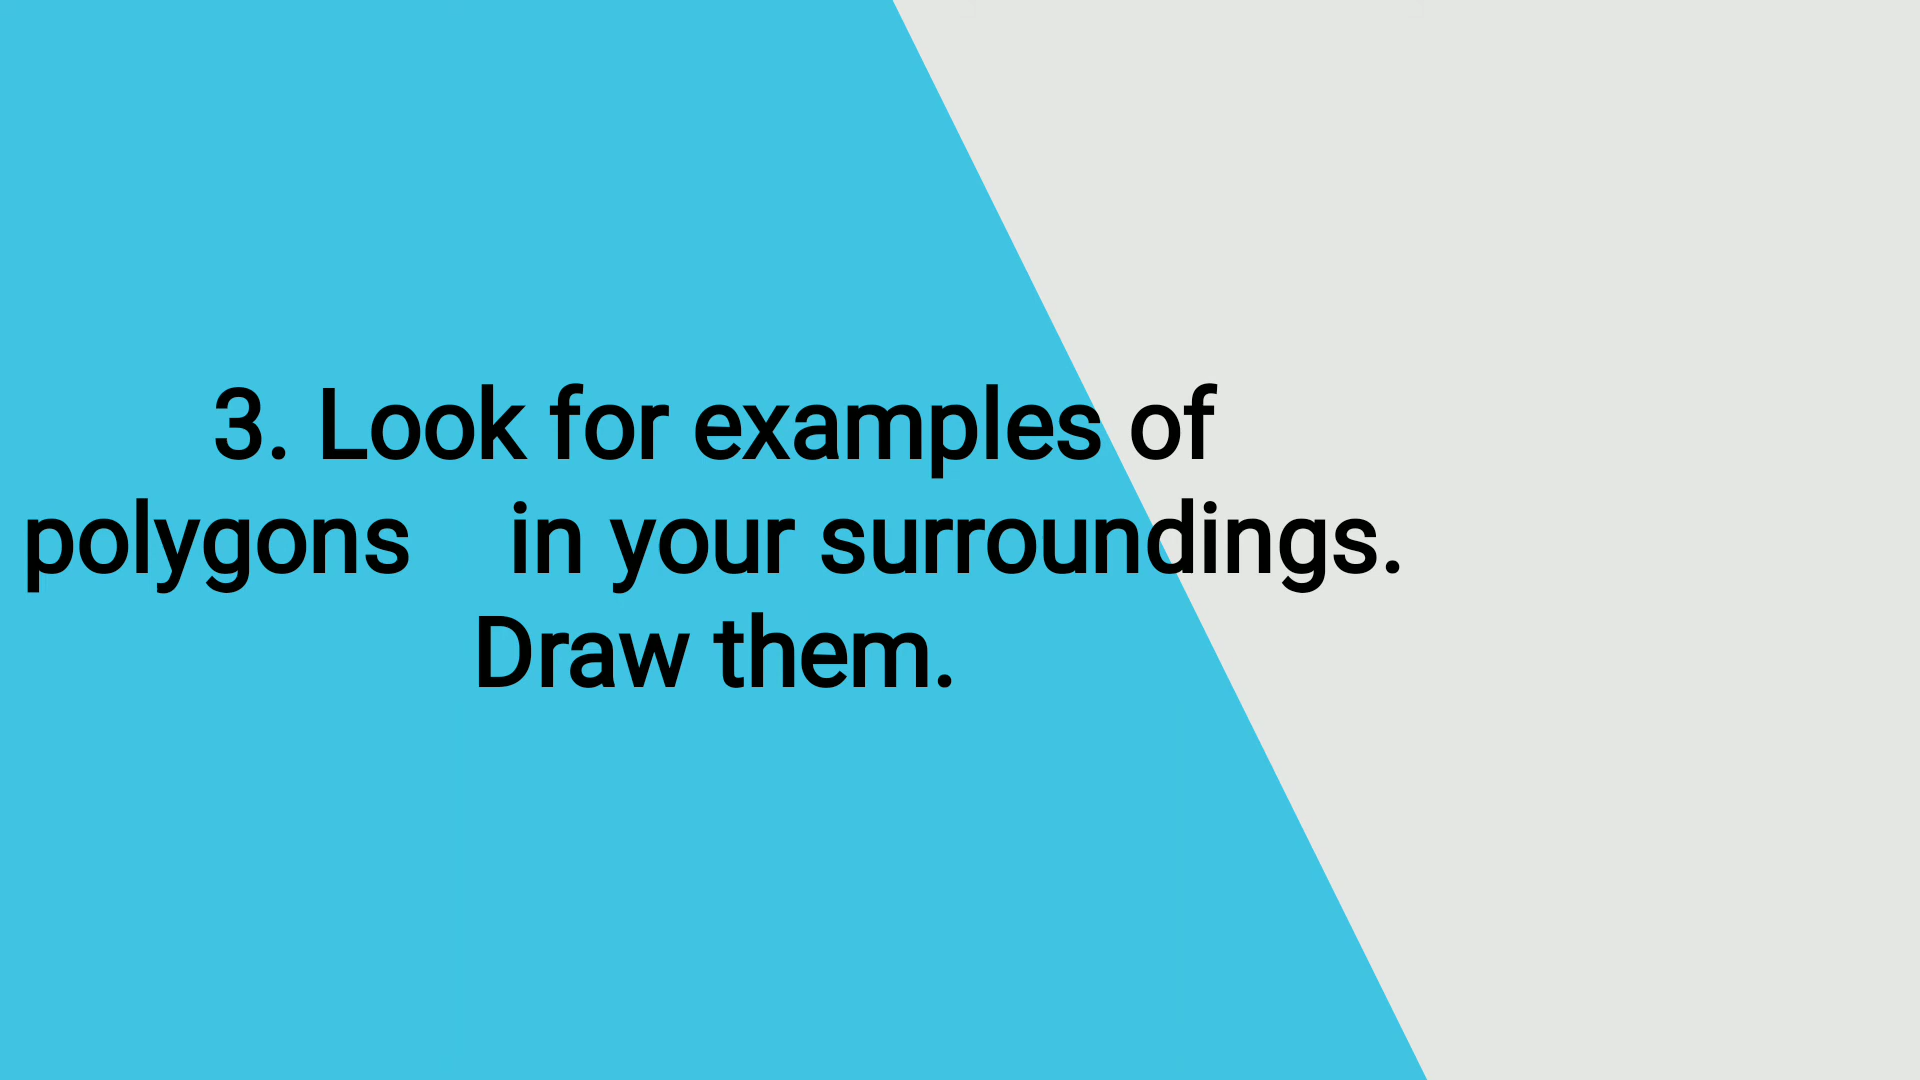 3. Look for examples of
polygons    in your surroundings.
Draw them.